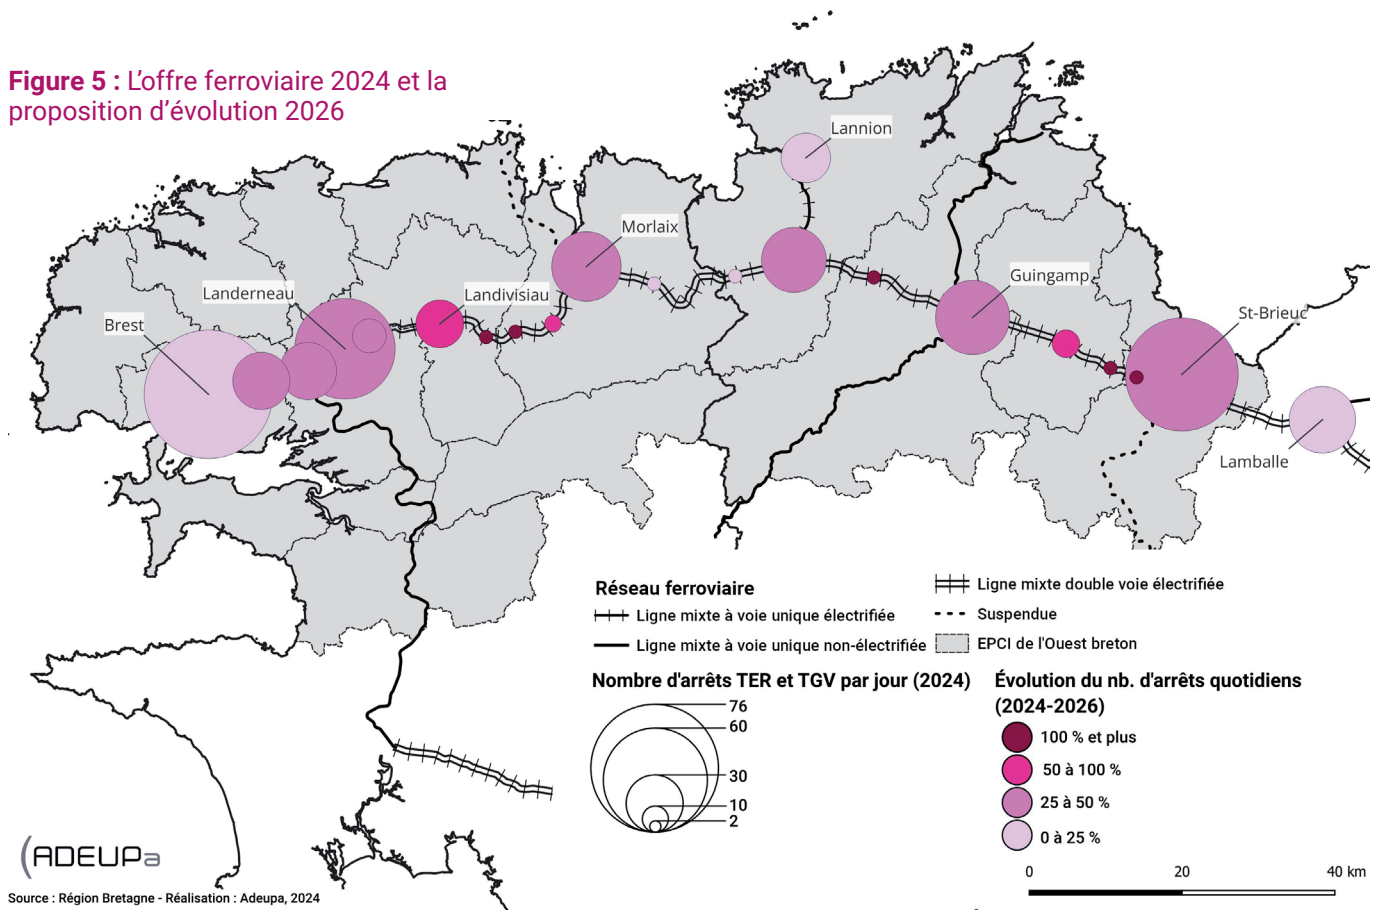 Figure 5 : L'offre ferroviaire 2024 et la
proposition d'évolution 2026
Lannion
Morlaix
Guingamp
Landerneau
Landivisiau
St-Brieuc
Brest
Lamballe
Réseau ferroviaire
Ligne mixte à voie unique électrifiée
Ligne mixte à voie unique non-électrifiée
Ligne mixte double voie électrifiée
Suspendue
EPCI de l'Ouest breton
Nombre d'arrêts TER et TGV par jour (2024)
76
60
30
10
2
Évolution du nb. d'arrêts quotidiens
(2024-2026)
100 % et plus
50 à 100 %
25 à 50 %
0 à 25 %
0 20 40 km
(ADEUPa
Source : Région Bretagne - Réalisation : Adeupa, 2024